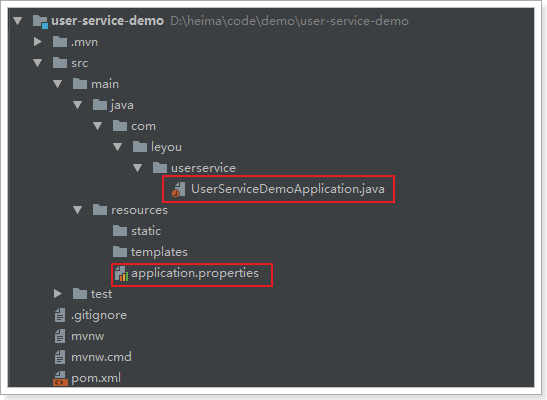 user-service-demo D:\heima\code\demo\user-service-demo
.mvn
src
main
java
com
leyou
userservice
UserServiceDemoApplication.java
resources
static
templates
application.properties
test
.gitignore
mvnw
mvnw.cmd
pom.xml